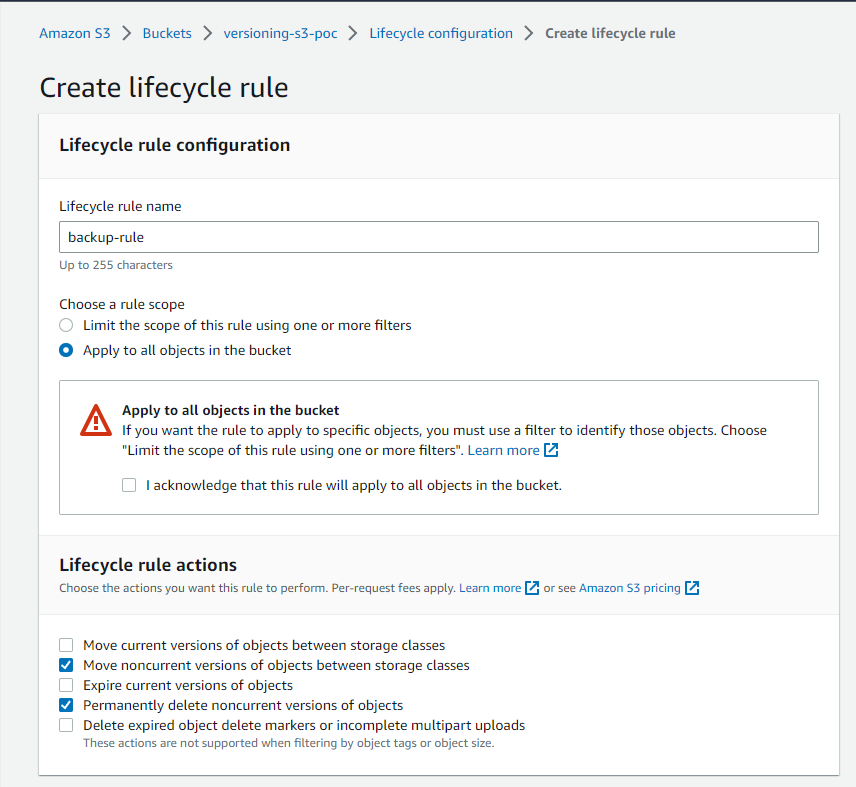 Amazon S3 > Buckets > versioning-s3-poc > Lifecycle configuration > Create lifecycle rule
Create lifecycle rule
Lifecycle rule configuration
Lifecycle rule name
backup-rule
Up to 255 characters
Choose a rule scope
Limit the scope of this rule using one or more filters
Apply to all objects in the bucket
Apply to all objects in the bucket
If you want the rule to apply to specific objects, you must use a filter to identify those objects. Choose
"Limit the scope of this rule using one or more filters". Learn more
I acknowledge that this rule will apply to all objects in the bucket.
Lifecycle rule actions
Choose the actions you want this rule to perform. Per-request fees apply. Learn more or see Amazon S3 pricing
Move current versions of objects between storage classes
Move noncurrent versions of objects between storage classes
Expire current versions of objects
Permanently delete noncurrent versions of objects
Delete expired object delete markers or incomplete multipart uploads
These actions are not supported when filtering by object tags or object size.